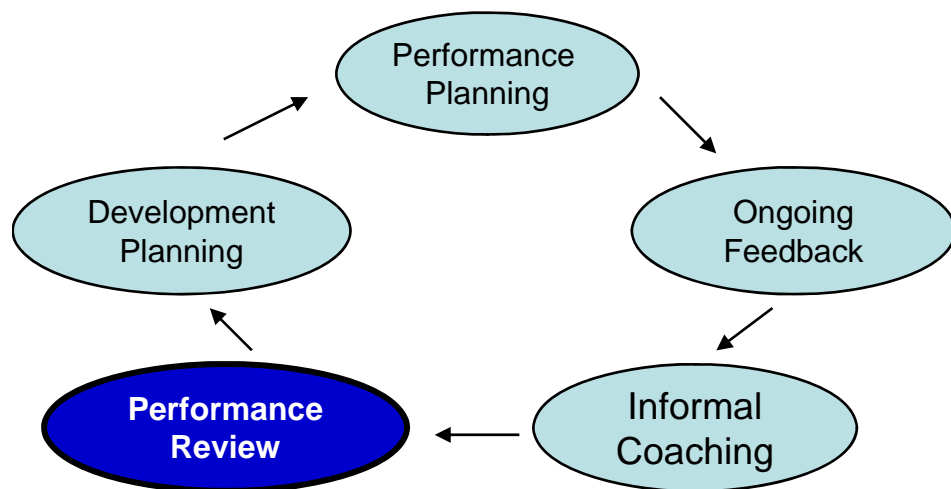 Performance
Planning
Development
Planning
Ongoing
Feedback
Performance
Review
Informal
Coaching